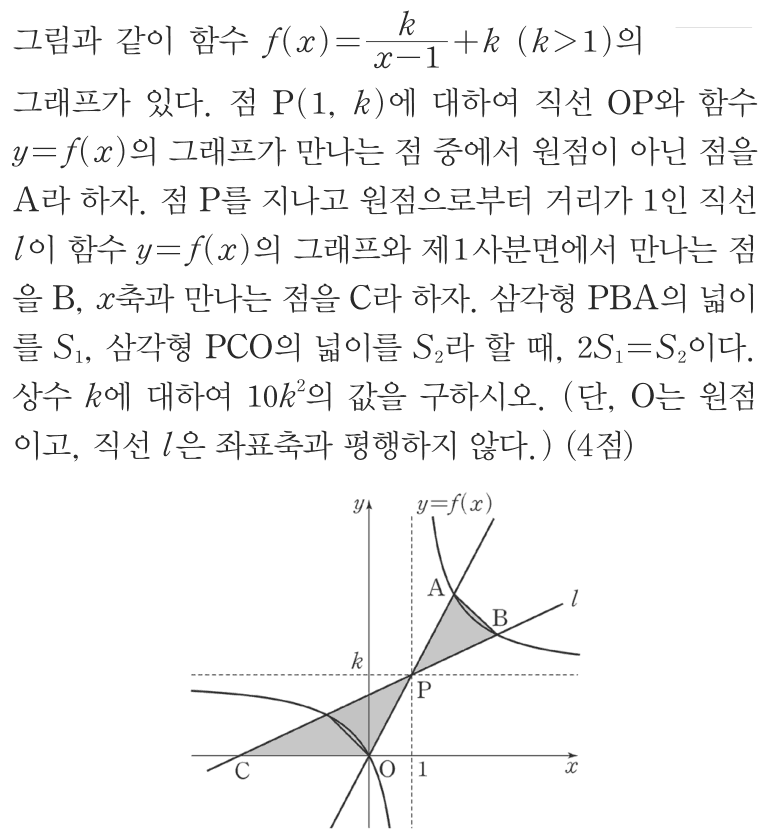 그림과 같이 함수 f(x)=k/(x-1)+k (k>1)의
그래프가 있다. 점 P(1, k)에 대하여 직선 OP와 함수
y=f(x)의 그래프가 만나는 점 중에서 원점이 아닌 점을
A라 하자. 점 P를 지나고 원점으로부터 거리가 1인 직선
l이 함수 y=f(x)의 그래프와 제1사분면에서 만나는 점
을 B, x축과 만나는 점을 C라 하자. 삼각형 PBA의 넓이
를 S₁, 삼각형 PCO의 넓이를 S₂라 할 때, 2S₁=S₂이다.
상수 k에 대하여 10k²의 값을 구하시오. (단, O는 원점
이고, 직선 l은 좌표축과 평행하지 않다.) (4점)
y y=f(x)
A
l
B
k
P
C O 1 x